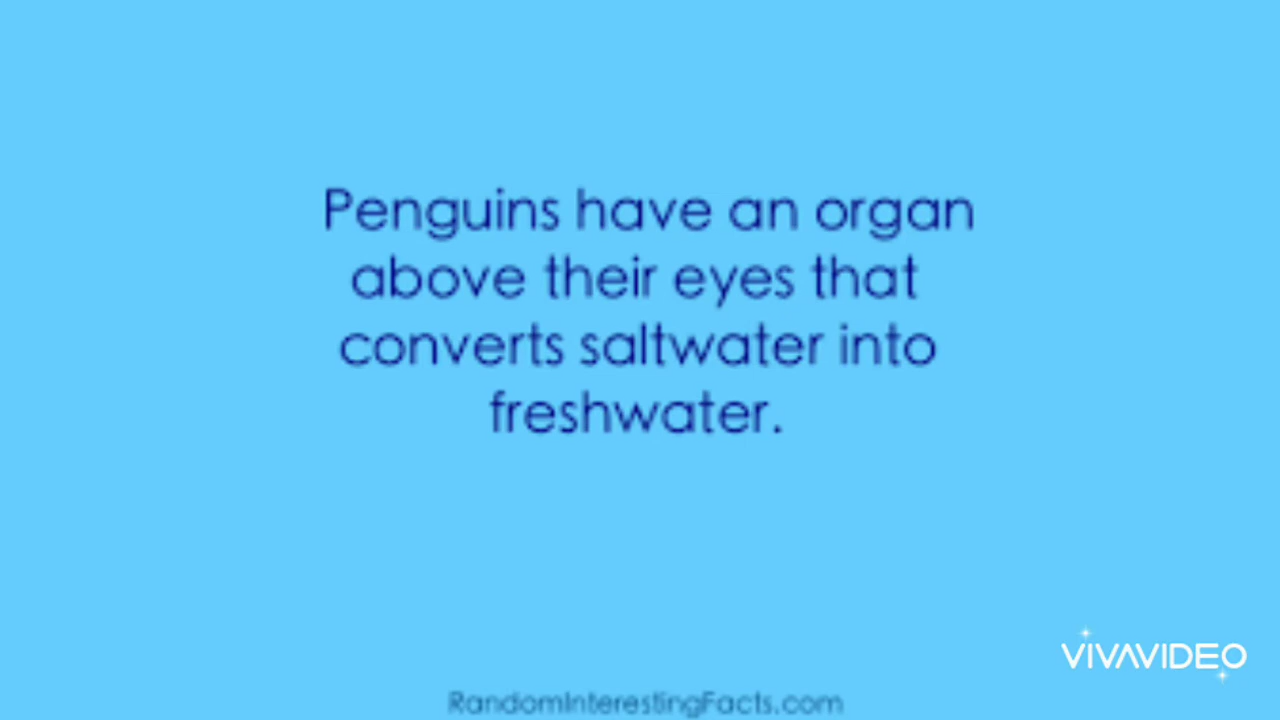 Penguins have an organ
above their eyes that
converts saltwater into
freshwater.
VIVAVIDEO
RandomInterestingFacts.com